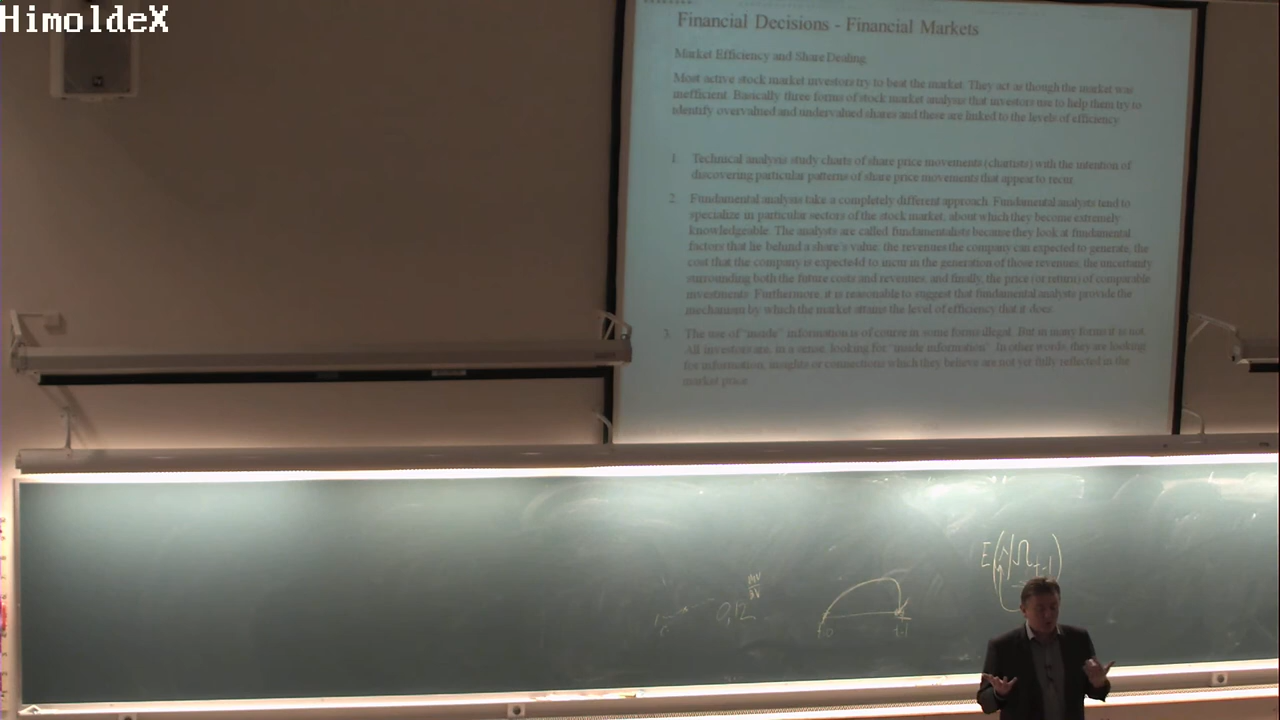 HimoldeX
Financial Decisions - Financial Markets
Market Efficiency and Share Dealing
Most active stock market investors try to beat the market. They act as though the market was
inefficient. Basically three forms of stock market analysis that investors use to help them try to
identify overvalued and undervalued shares and these are linked to the levels of efficiency
1. Technical analysis study charts of share price movements (chartists) with the intention of
discovering particular patterns of share price movements that appear to recur.
2. Fundamental analysis take a completely different approach. Fundamental analysts tend to
specialize in particular sectors of the stock market, about which they become extremely
knowledgeable. The analysts are called fundamentalists because they look at fundamental
factors that lie behind a share's value: the revenues the company can expected to generate, the
cost that the company is expected to incur in the generation of those revenues, the uncertainty
surrounding both the future costs and revenues; and finally, the price (or return) of comparable
investments. Furthermore, it is reasonable to suggest that fundamental analysts provide the
mechanism by which the market attains the level of efficiency that it does.
3. The use of "inside" information is of course in some forms illegal. But in many forms it is not.
All investors are, in a sense, looking for "inside information". In other words, they are looking
for information, insights or connections which they believe are not yet fully reflected in the
market price.
E( |Ω t-1)
0,12
t=0 t=1